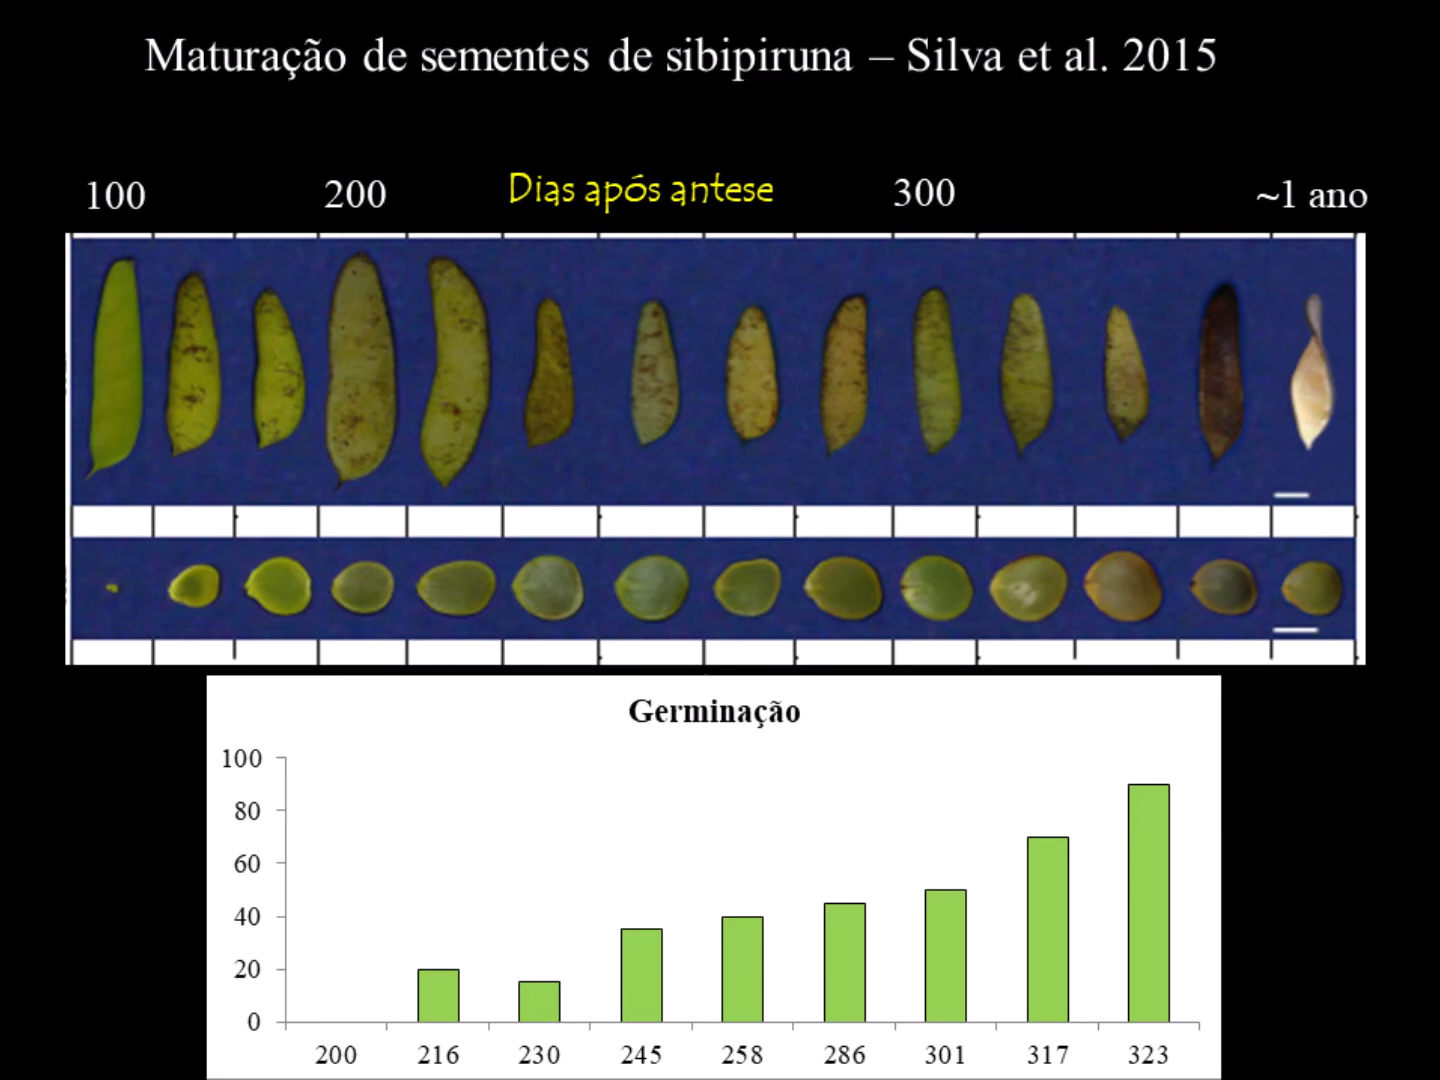 Maturação de sementes de sibipiruna – Silva et al. 2015
100 200 Dias após antese 300 ~1 ano
Germinação
100
80
60
40
20
0
200 216 230 245 258 286 301 317 323